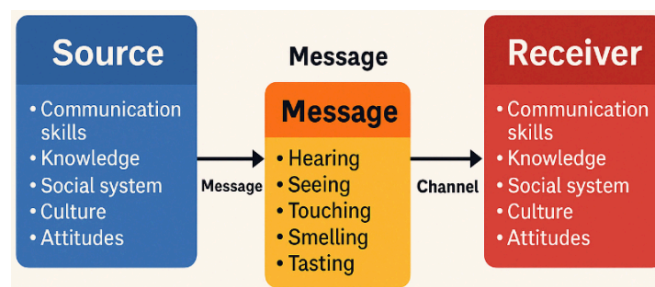 Source
• Communication
skills
• Knowledge
• Social system
• Culture
• Attitudes
Message
Message
Message
• Hearing
• Seeing
• Touching
• Smelling
• Tasting
Channel
Receiver
• Communication
skills
• Knowledge
• Social system
• Culture
• Attitudes